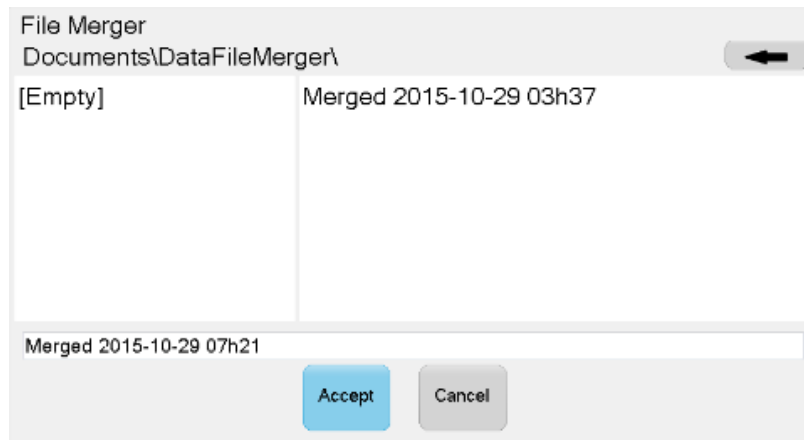 File Merger
Documents\DataFileMerger\
[Empty]
Merged 2015-10-29 03h37
Merged 2015-10-29 07h21
Accept
Cancel